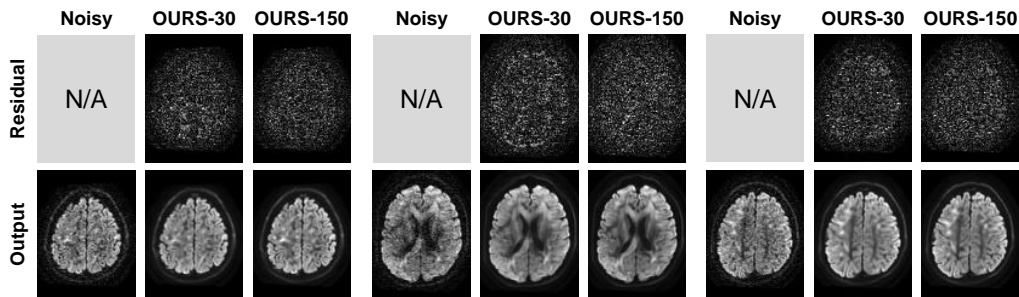 Noisy OURS-30 OURS-150 Noisy OURS-30 OURS-150 Noisy OURS-30 OURS-150
Residual N/A N/A N/A
Output